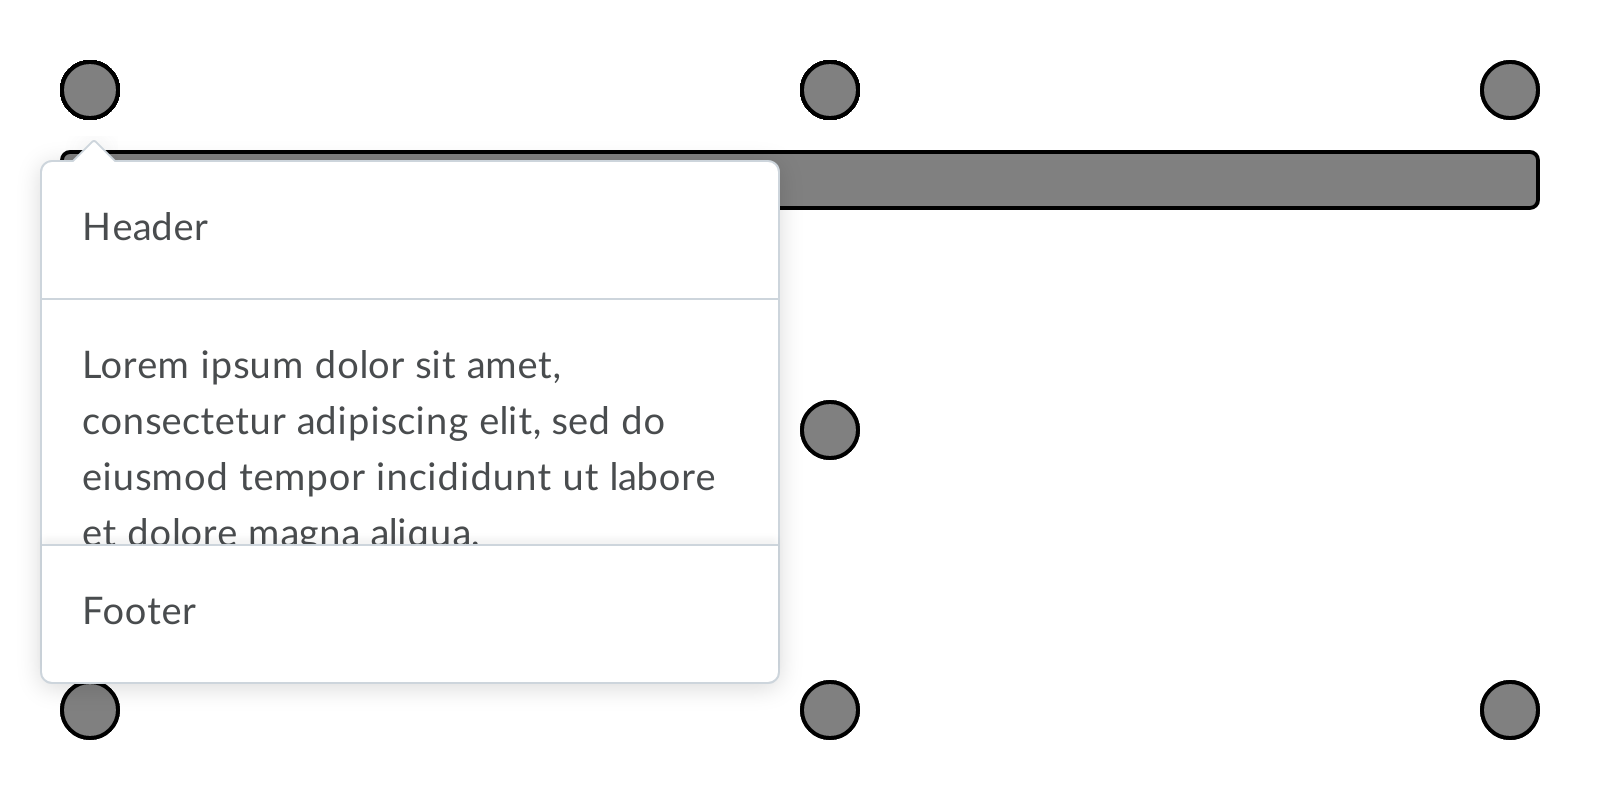 Header
Lorem ipsum dolor sit amet,
consectetur adipiscing elit, sed do
eiusmod tempor incididunt ut labore
et dolore magna aliqua.
Footer